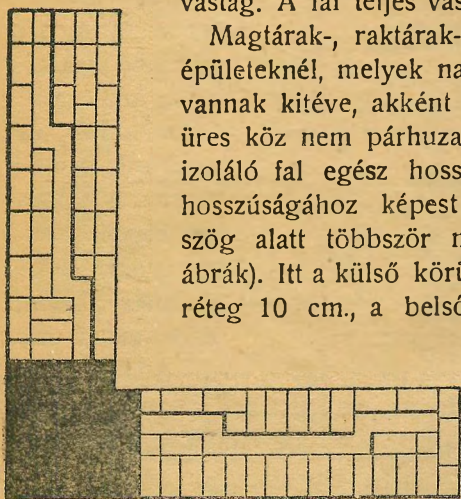 vastag. A fal teljes vas
Magtárak-, raktárak-
épületeknél, melyek na
vannak kitéve, akként
üres köz nem párhuza
izoláló fal egész hoss
hosszúságához képest
szög alatt többször n
ábrák). Itt a külső körü
réteg 10 cm., a belső